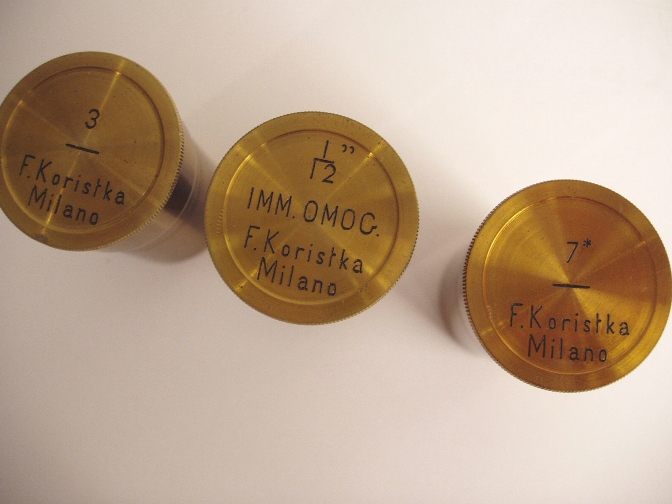 3
F.Koristka
Milano
1/12”
IMM. OMOG.
F.Koristka
Milano
7*
F.Koristka
Milano